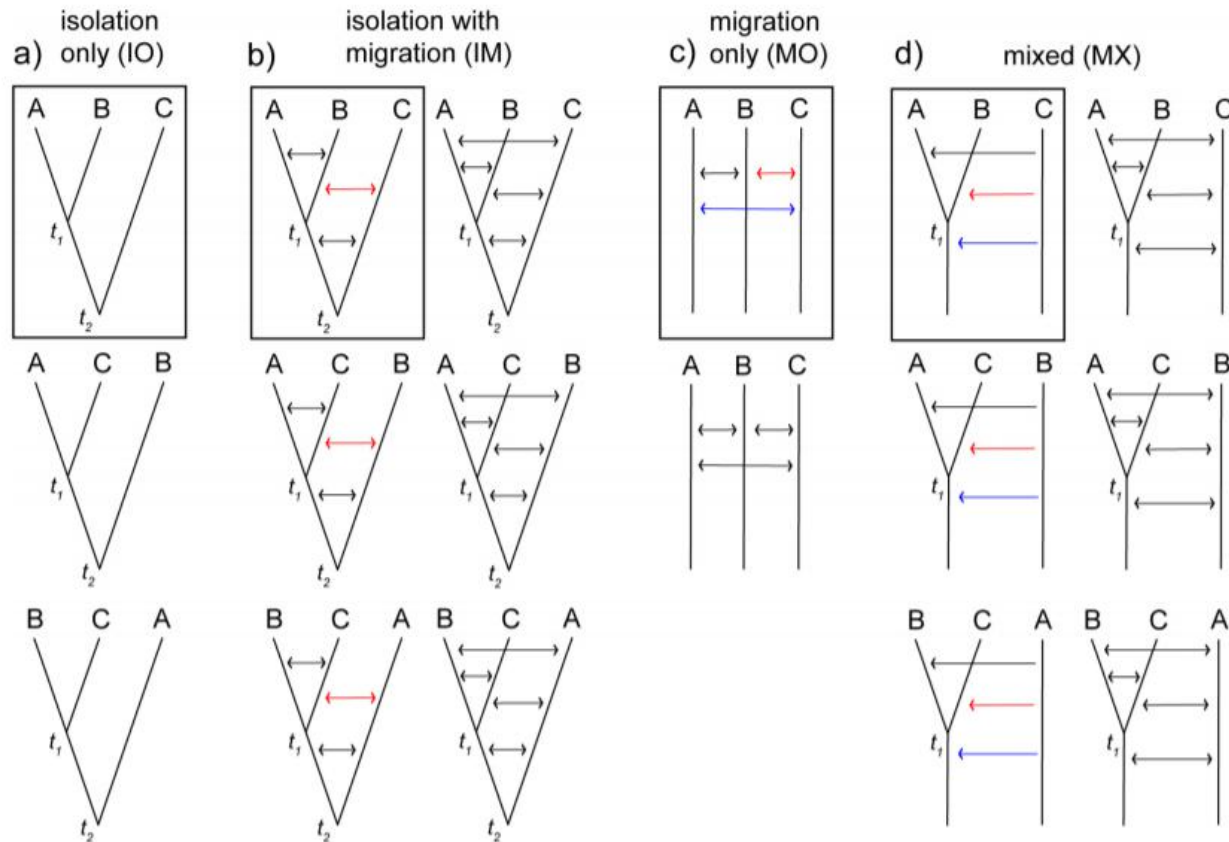 isolation
only (IO)
isolation with
migration (IM)
migration
only (MO)
mixed (MX)
a)
b)
c)
d)
A B C
t1
t2
A B C
t1
t2
A B C
t1
t2
A B C
A B C
t1
A B C
t1
A C B
t1
t2
A C B
t1
t2
A C B
t1
t2
A B C
A C B
t1
A C B
t1
B C A
t1
t2
B C A
t1
t2
B C A
t1
t2
B C A
t1
B C A
t1